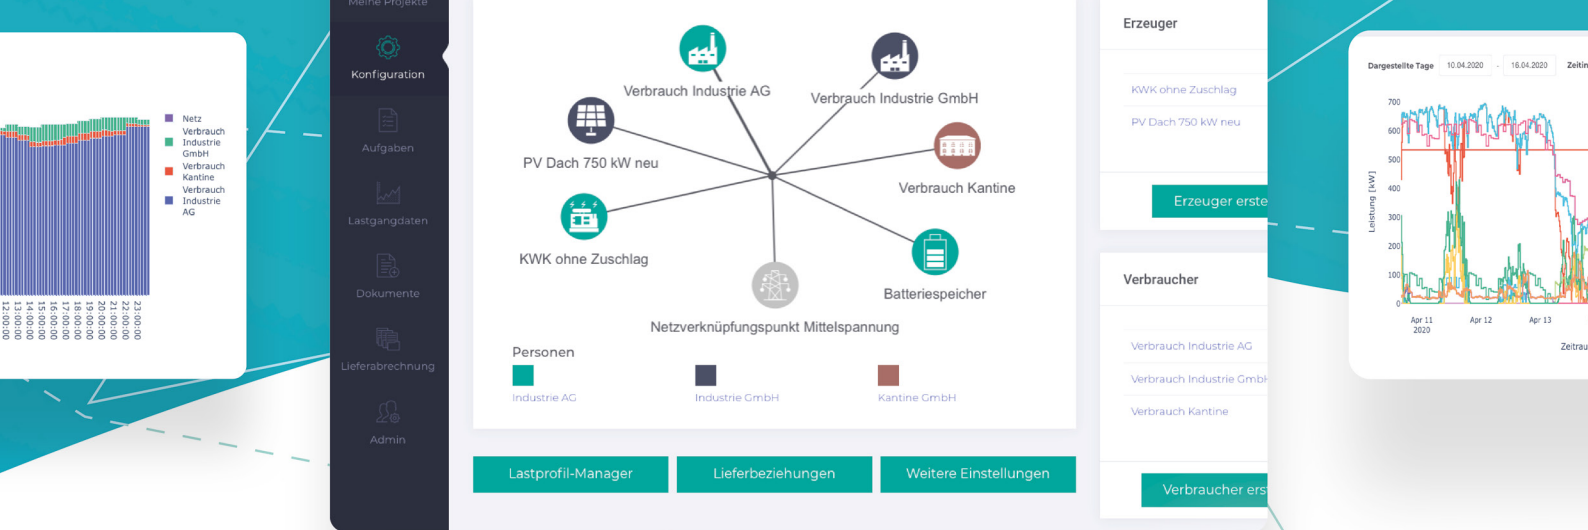 Netz
Verbrauch
Industrie
GmbH
Verbrauch
Kantine
Verbrauch
Industrie
AG
12:00:00
13:00:00
14:00:00
15:00:00
16:00:00
17:00:00
18:00:00
19:00:00
20:00:00
21:00:00
22:00:00
23:00:00
Meine Projekte
Konfiguration
Aufgaben
Lastgangdaten
Dokumente
Lieferabrechnung
Admin
Verbrauch Industrie AG
Verbrauch Industrie GmbH
PV Dach 750 kW neu
Verbrauch Kantine
KWK ohne Zuschlag
Batteriespeicher
Netzverknüpfungspunkt Mittelspannung
Personen
Industrie AG
Industrie GmbH
Kantine GmbH
Lastprofil-Manager
Lieferbeziehungen
Weitere Einstellungen
Erzeuger
KWK ohne Zuschlag
PV Dach 750 kW neu
Erzeuger erste
Verbraucher
Verbrauch Industrie AG
Verbrauch Industrie GmbH
Verbrauch Kantine
Verbraucher erst
Dargestellte Tage 10.04.2020 - 16.04.2020 Zeitin
Leistung [kW]
700
600
500
400
300
200
100
0
Apr 11 Apr 12 Apr 13
2020
Zeitrau